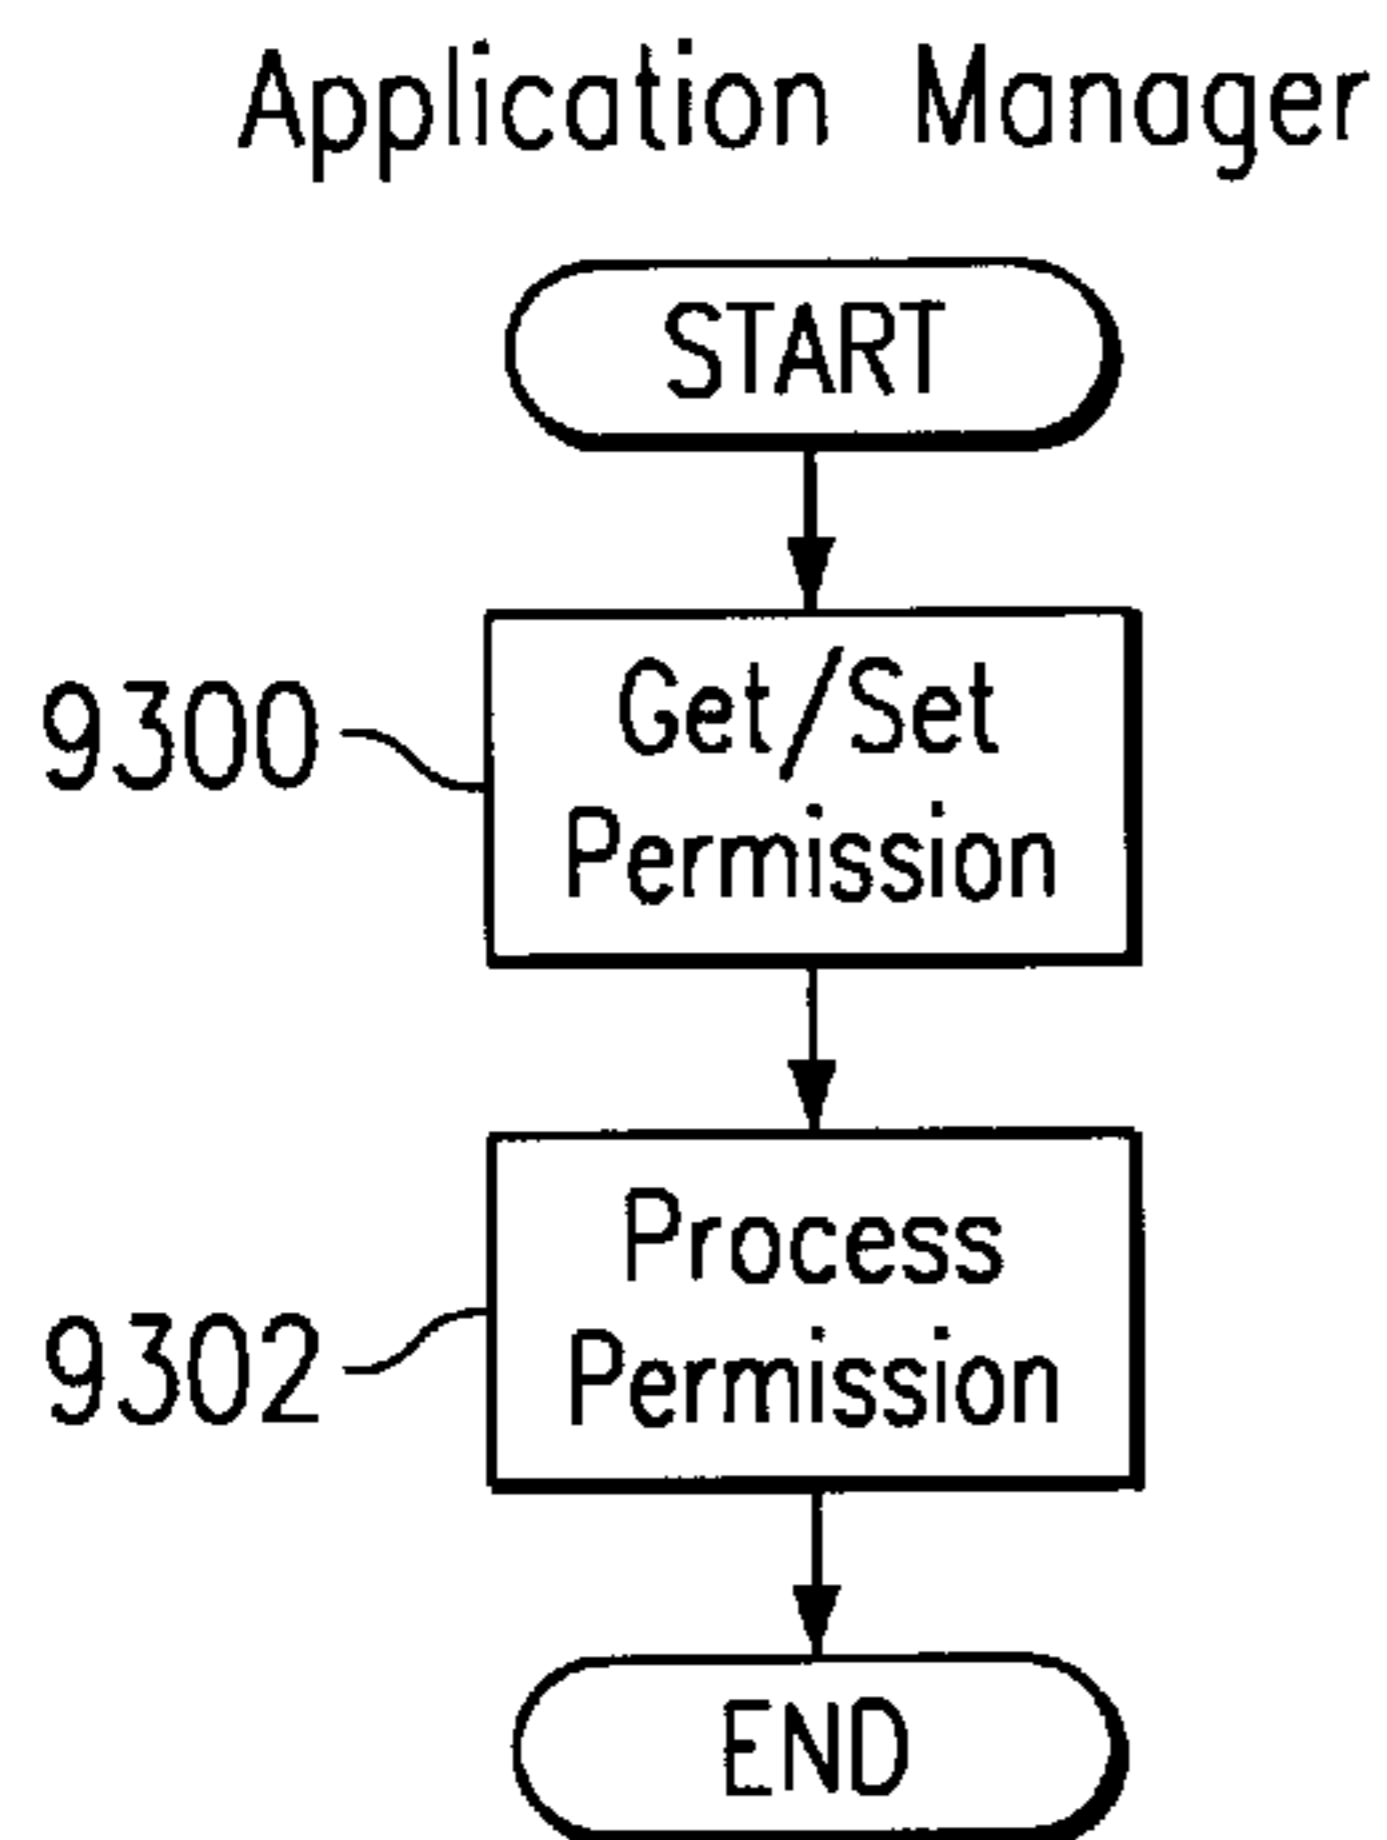 Application Manager
START
9300
Get/Set
Permission
9302
Process
Permission
END